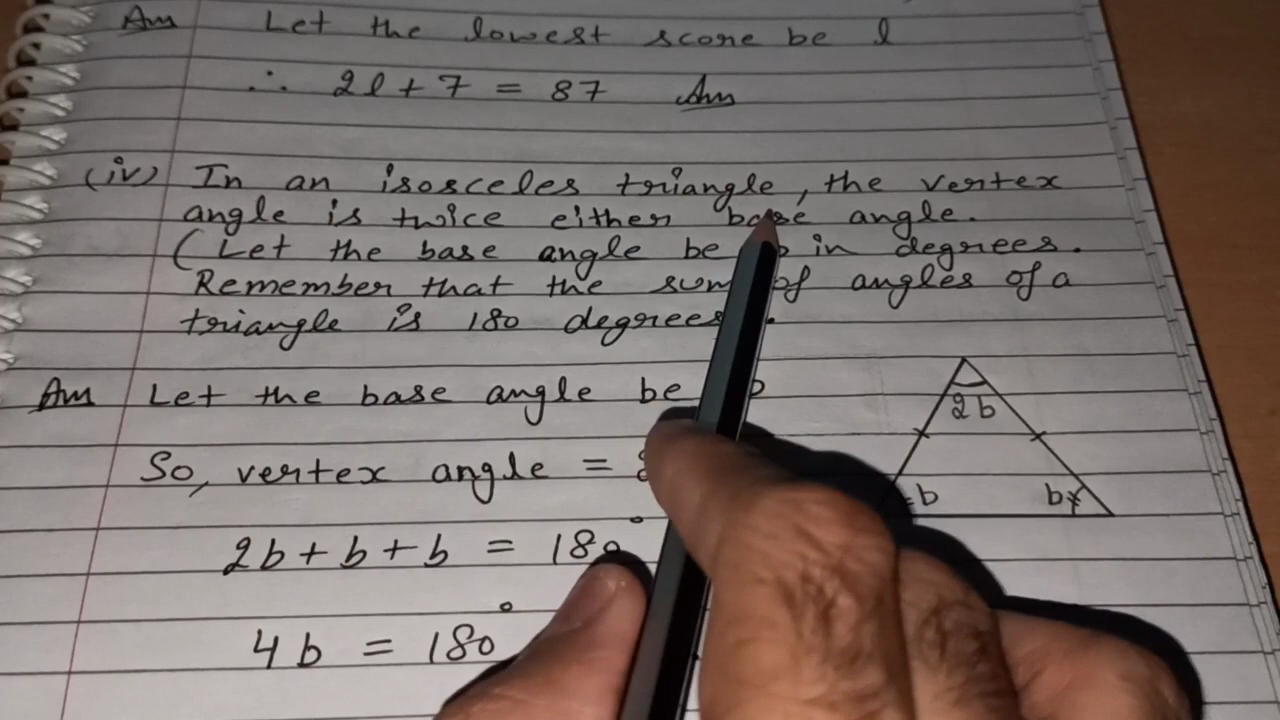 Ans Let the lowest score be l
∴ 2l + 7 = 87 Ans
(iv) In an isosceles triangle, the vertex
angle is twice either base angle.
(Let the base angle be in degrees.
Remember that the sum of angles of a
triangle is 180 degrees.
Ans Let the base angle be b
So, vertex angle =
2b + b + b = 180°
4b = 180°
2b
b b